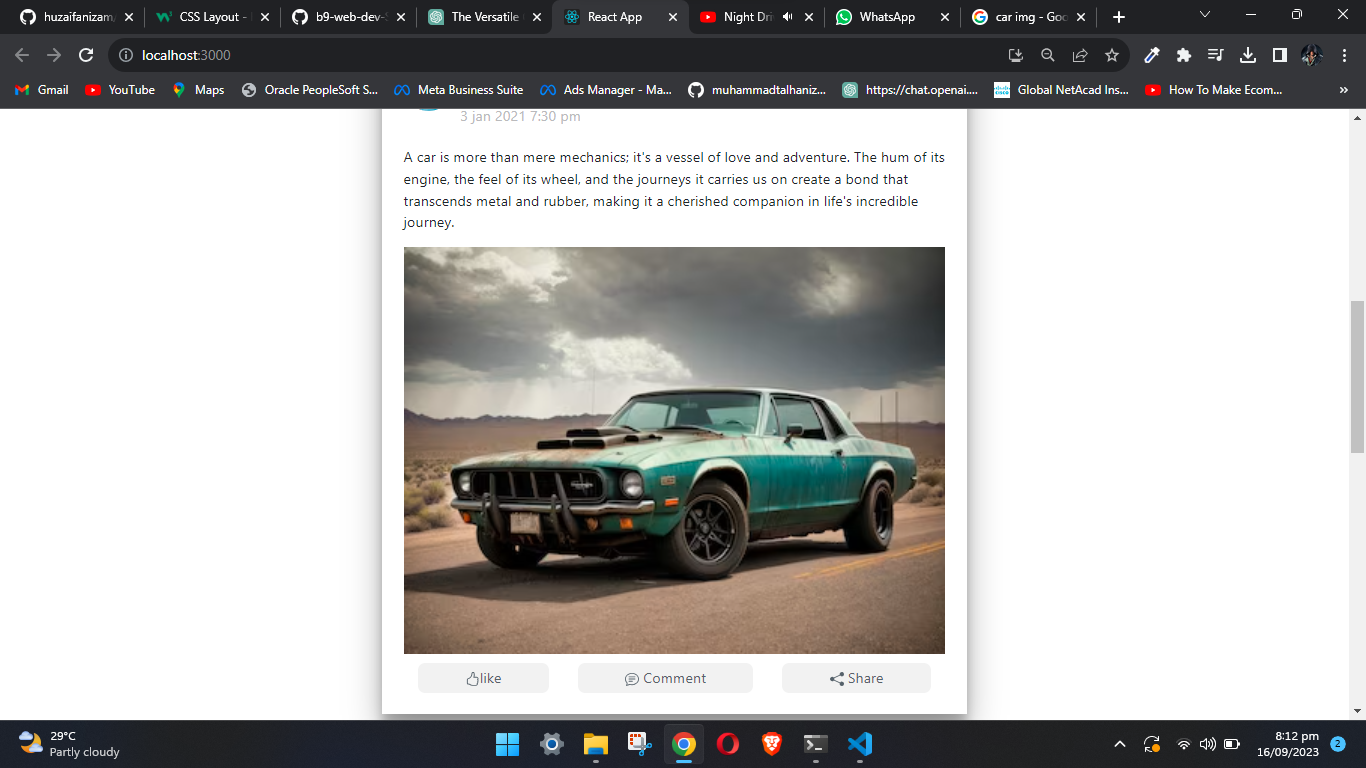 huzaifanizam/
CSS Layout -
b9-web-dev-
The Versatile
React App
Night Dri
WhatsApp
car img - Goo
localhost:3000
Gmail
YouTube
Maps
Oracle PeopleSoft S...
Meta Business Suite
Ads Manager - Ma...
muhammadtalhaniz...
https://chat.openai....
Global NetAcad Ins...
How To Make Ecom...
»
3 jan 2021 7:30 pm
A car is more than mere mechanics; it's a vessel of love and adventure. The hum of its
engine, the feel of its wheel, and the journeys it carries us on create a bond that
transcends metal and rubber, making it a cherished companion in life's incredible
journey.
like
Comment
Share
29°C
Partly cloudy
8:12 pm
16/09/2023
2